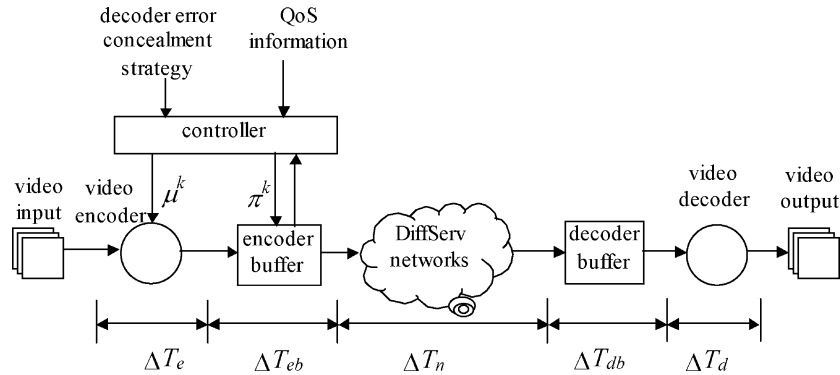 decoder error
concealment
strategy
QoS
information
controller
video
input
video
encoder
μ^k
π^k
encoder
buffer
DiffServ
networks
decoder
buffer
video
decoder
video
output
ΔT_e
ΔT_eb
ΔT_n
ΔT_db
ΔT_d